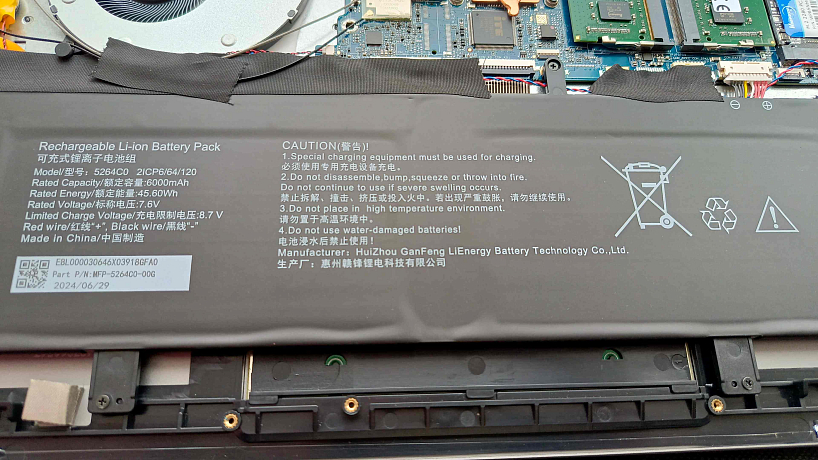 Rechargeable Li-ion Battery Pack
可充式锂离子电池组
Model/型号: 5264C0 2ICP6/64/120
Rated Capacity/额定容量:6000mAh
Rated Energy/额定能量:45.60Wh
Rated Voltage/标称电压:7.6V
Limited Charge Voltage/充电限制电压:8.7 V
Red wire/红线"+", Black wire/黑线"-"
Made in China/中国制造
EBL000030646X03918GFA0
Part P/N:MFP-5264C0-00G
2024/06/29
CAUTION(警告)!
1.Special charging equipment must be used for charging.
必须使用专用充电设备充电。
2.Do not disassemble,bump,squeeze or throw into fire.
Do not continue to use if severe swelling occurs.
禁止拆卸、撞击、挤压或投入火中。若出现严重鼓胀，请勿继续使用。
3.Do not place in high temperature environment.
请勿置于高温环境中。
4.Do not use water-damaged batteries!
电池浸水后禁止使用！
Manufacturer: HuiZhou GanFeng LiEnergy Battery Technology Co.,Ltd.
生产厂: 惠州赣锋锂电科技有限公司